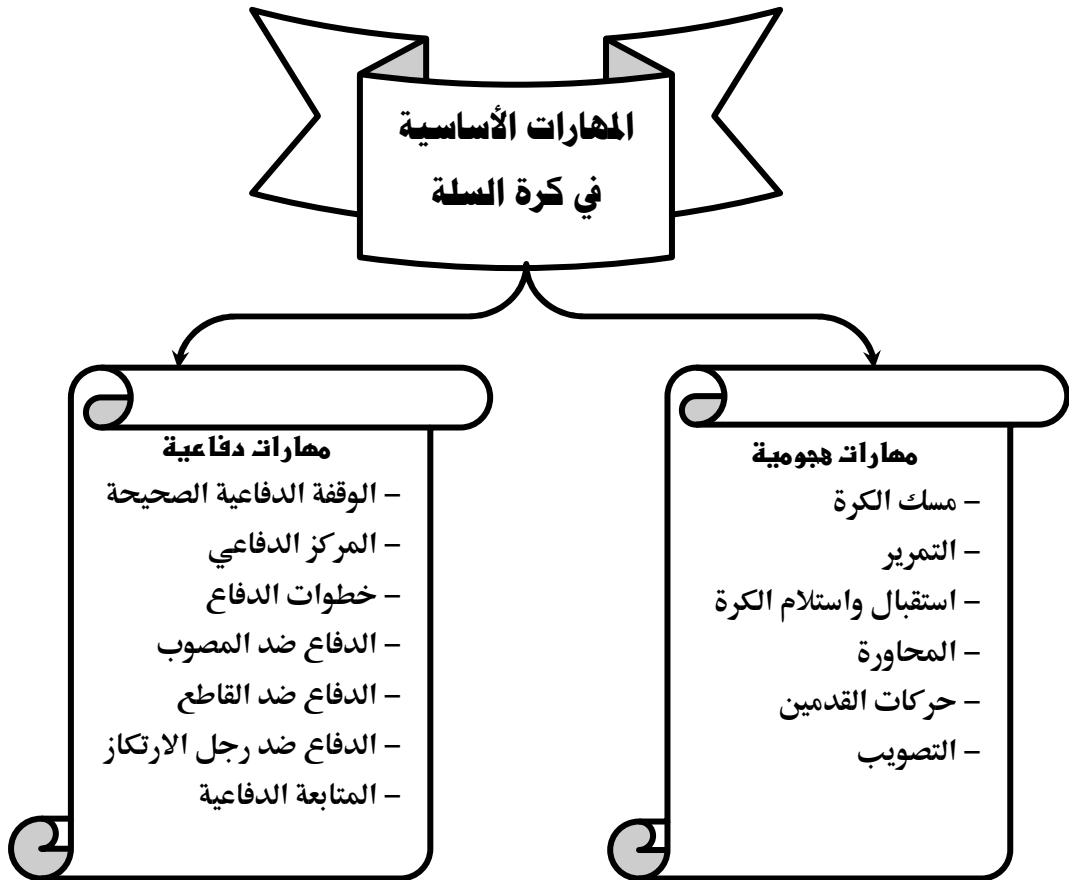 المهارات الأساسية
في كرة السلة
مهارات هجومية
– مسك الكرة
– التمرير
– استقبال واستلام الكرة
– المحاورة
– حركات القدمين
– التصويب
مهارات دفاعية
– الوقفة الدفاعية الصحيحة
– المركز الدفاعي
– خطوات الدفاع
– الدفاع ضد المصوب
– الدفاع ضد القاطع
– الدفاع ضد رجل الارتكاز
– المتابعة الدفاعية